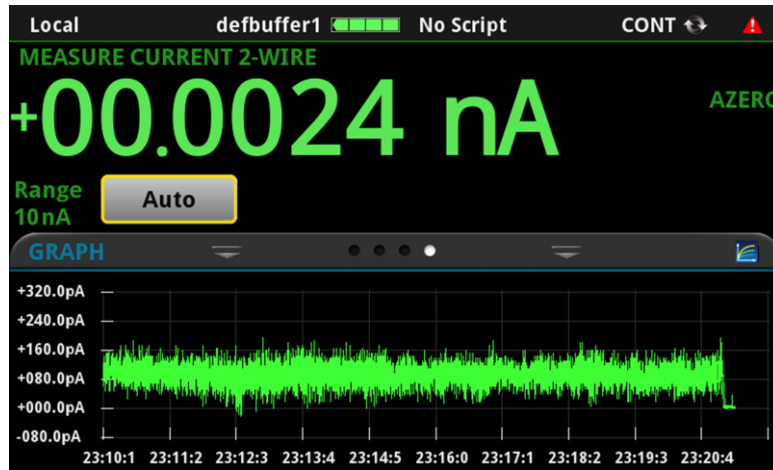 Local defbuffer1 No Script CONT
MEASURE CURRENT 2-WIRE
+00.0024 nA
AZERO
Range
10 nA
Auto
GRAPH
+320.0pA
+240.0pA
+160.0pA
+080.0pA
+000.0pA
-080.0pA
23:10:1 23:11:2 23:12:3 23:13:4 23:14:5 23:16:0 23:17:1 23:18:2 23:19:3 23:20:4